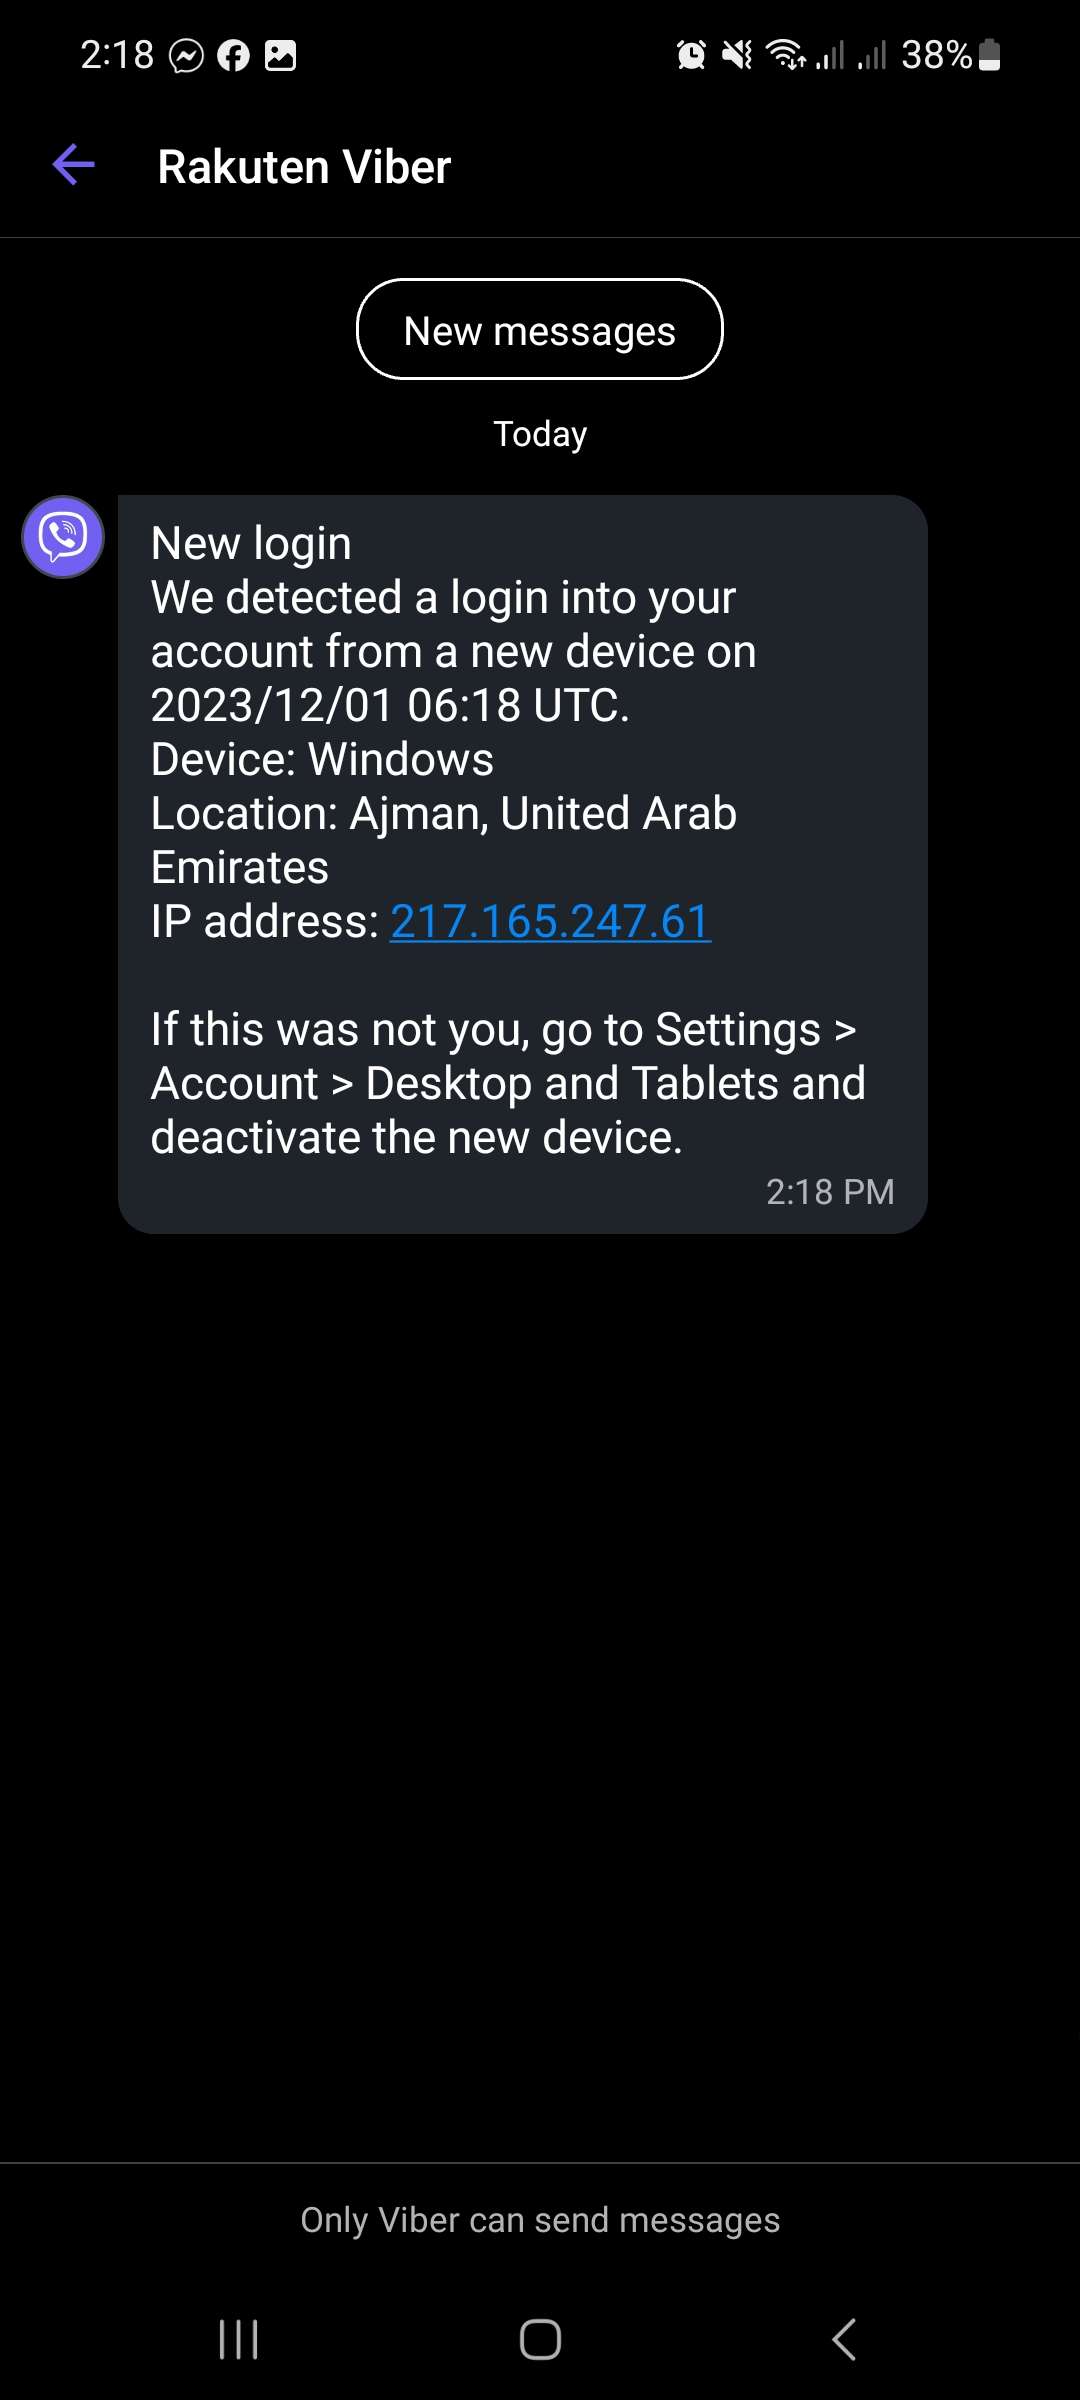 2:18
38%
Rakuten Viber
New messages
Today
New login
We detected a login into your
account from a new device on
2023/12/01 06:18 UTC.
Device: Windows
Location: Ajman, United Arab
Emirates
IP address: 217.165.247.61
If this was not you, go to Settings >
Account > Desktop and Tablets and
deactivate the new device.
2:18 PM
Only Viber can send messages